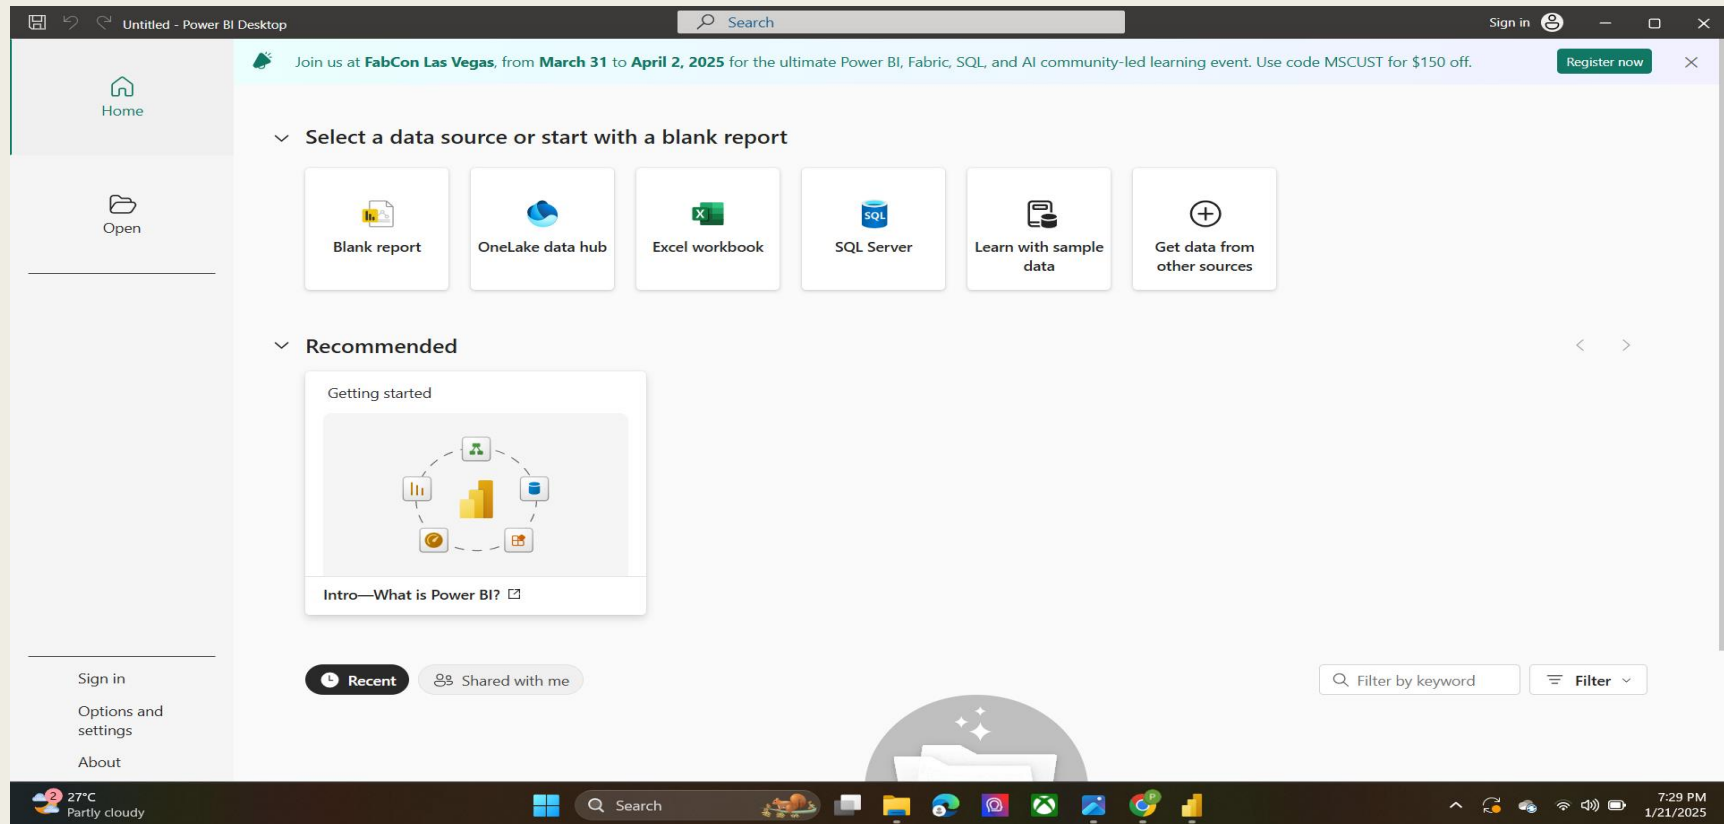 Untitled - Power BI Desktop
Search
Sign in
Join us at FabCon Las Vegas, from March 31 to April 2, 2025 for the ultimate Power BI, Fabric, SQL, and AI community-led learning event. Use code MSCUST for $150 off.
Register now
Home
Open
Select a data source or start with a blank report
Blank report
OneLake data hub
Excel workbook
SQL
SQL Server
Learn with sample
data
Get data from
other sources
Recommended
Getting started
Intro—What is Power BI?
Recent
Shared with me
Filter by keyword
Filter
Sign in
Options and
settings
About
2
27°C
Partly cloudy
Search
P
7:29 PM
1/21/2025